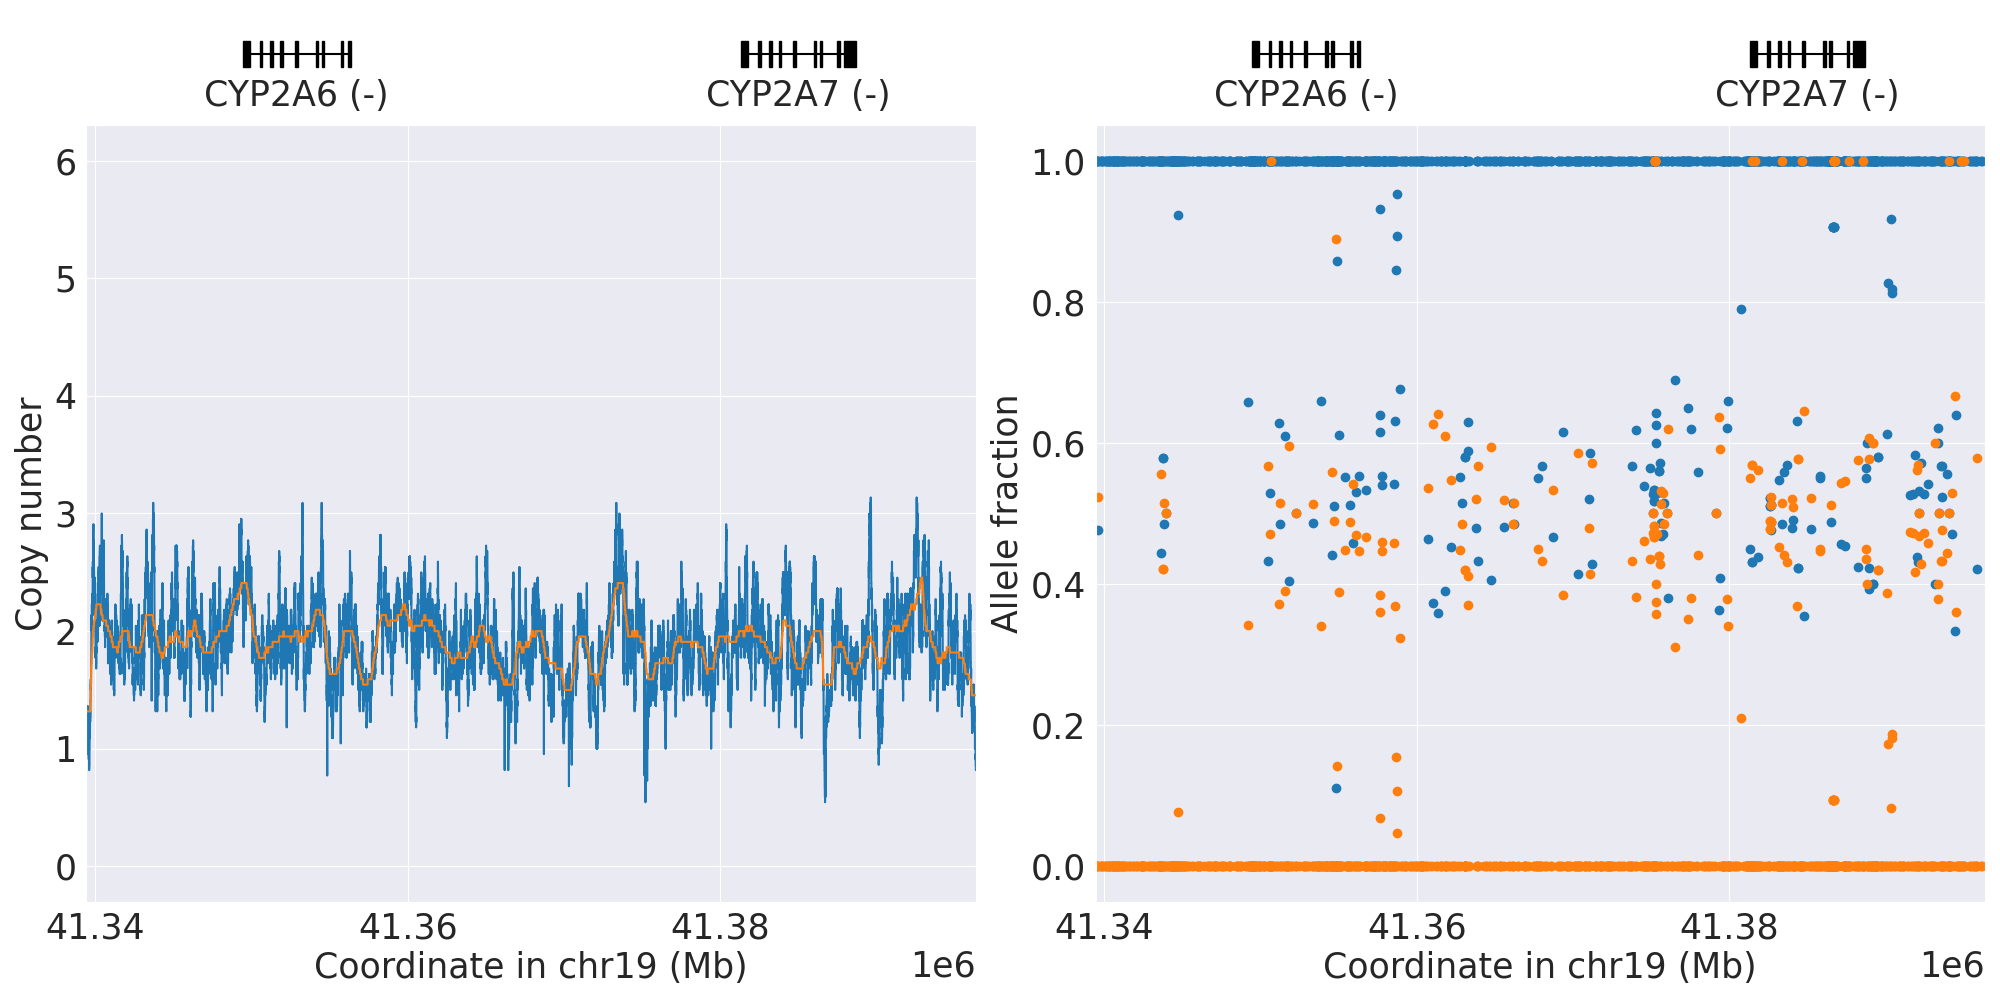 CYP2A6 (-) CYP2A7 (-)
6
5
4
3
2
1
0
Copy number
41.34 41.36 41.38
Coordinate in chr19 (Mb) 1e6
CYP2A6 (-) CYP2A7 (-)
1.0
0.8
0.6
0.4
0.2
0.0
Allele fraction
41.34 41.36 41.38
Coordinate in chr19 (Mb) 1e6